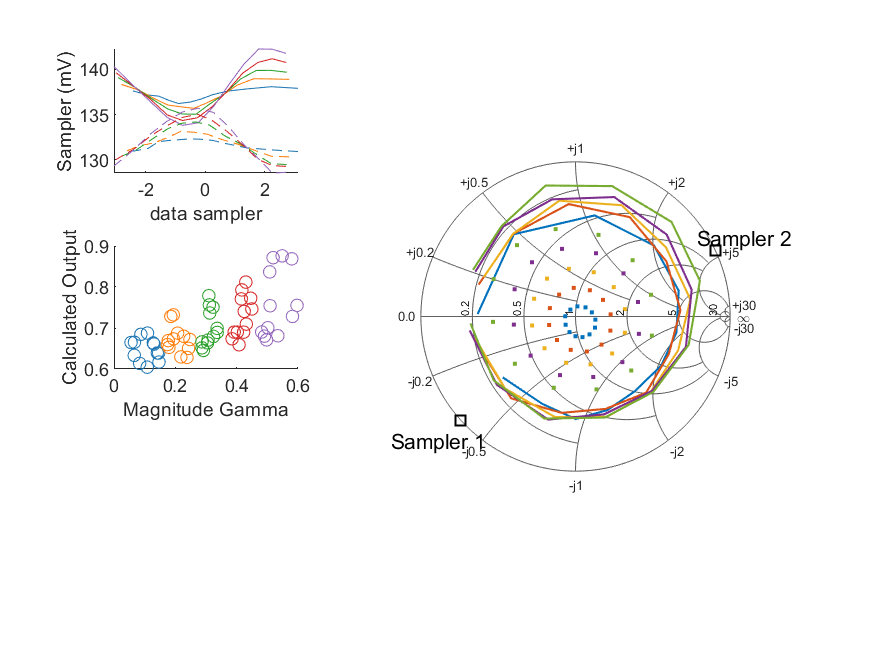 Sampler (mV)
140
135
130
-2
0
2
data sampler
Calculated Output
0.9
0.8
0.7
0.6
0
0.2
0.4
0.6
Magnitude Gamma
+j1
+j0.5
+j2
Sampler 2
+j0.2
+j5
0.0
0.2
0.5
2
5
30
+j30
∞
-j30
-j0.2
-j5
Sampler 1
-j0.5
-j2
-j1